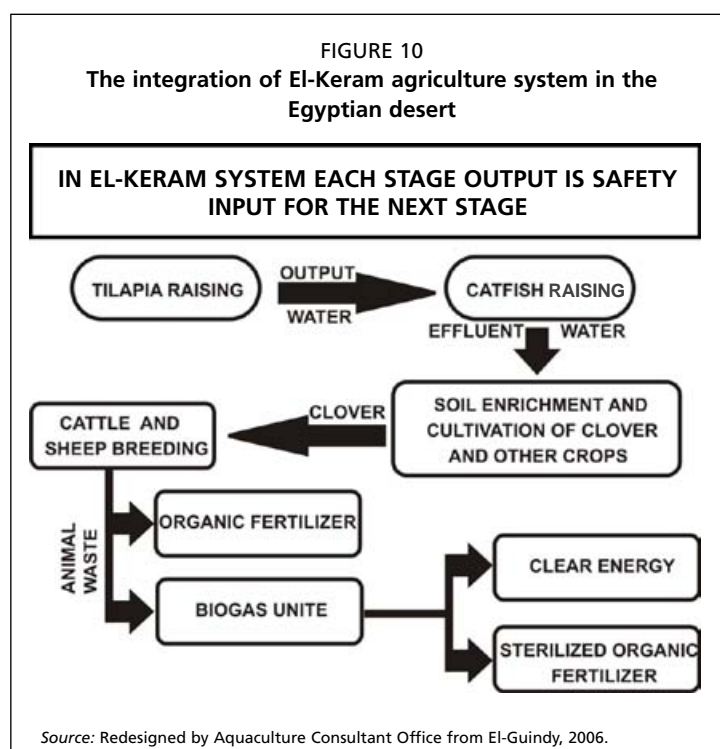 FIGURE 10
The integration of El-Keram agriculture system in the
Egyptian desert
IN EL-KERAM SYSTEM EACH STAGE OUTPUT IS SAFETY
INPUT FOR THE NEXT STAGE
TILAPIA RAISING
OUTPUT
WATER
CATFISH RAISING
EFFLUENT WATER
SOIL ENRICHMENT AND
CULTIVATION OF CLOVER
AND OTHER CROPS
CLOVER
CATTLE AND
SHEEP BREEDING
ANIMAL
WASTE
ORGANIC FERTILIZER
BIOGAS UNITE
CLEAR ENERGY
STERILIZED ORGANIC
FERTILIZER
Source: Redesigned by Aquaculture Consultant Office from El-Guindy, 2006.